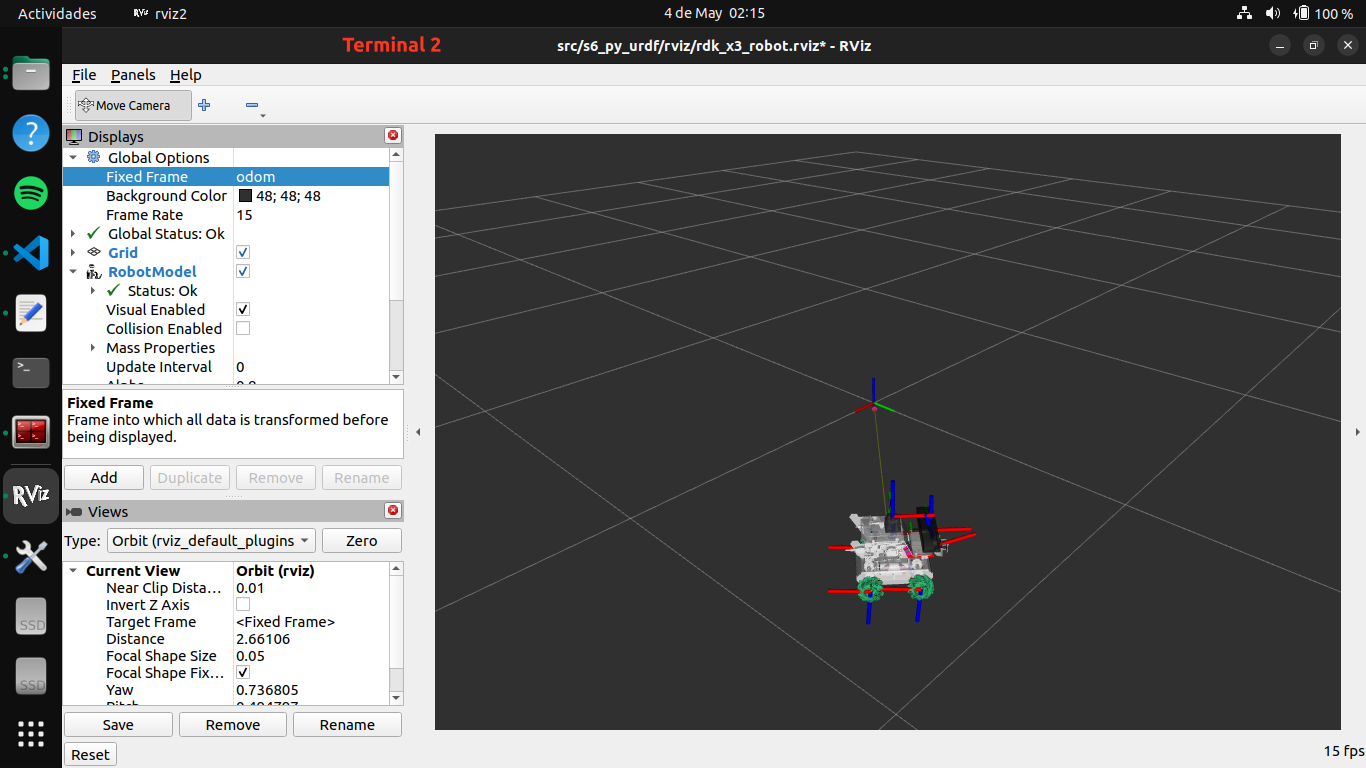 Actividades
RViz rviz2
4 de May 02:15
100 %
Terminal 2
src/s6_py_urdf/rviz/rdk_x3_robot.rviz* - RViz
File Panels Help
Move Camera
Displays
Global Options
Fixed Frame odom
Background Color 48; 48; 48
Frame Rate 15
Global Status: Ok
Grid
RobotModel
Status: Ok
Visual Enabled
Collision Enabled
Mass Properties
Update Interval 0
Fixed Frame
Frame into which all data is transformed before
being displayed.
Add Duplicate Remove Rename
RViz
Views
Type: Orbit (rviz_default_plugins Zero
Current View Orbit (rviz)
Near Clip Dista… 0.01
Invert Z Axis
Target Frame <Fixed Frame>
Distance 2.66106
Focal Shape Size 0.05
Focal Shape Fix…
Yaw 0.736805
SSD
SSD
Save Remove Rename
Reset
15 fps